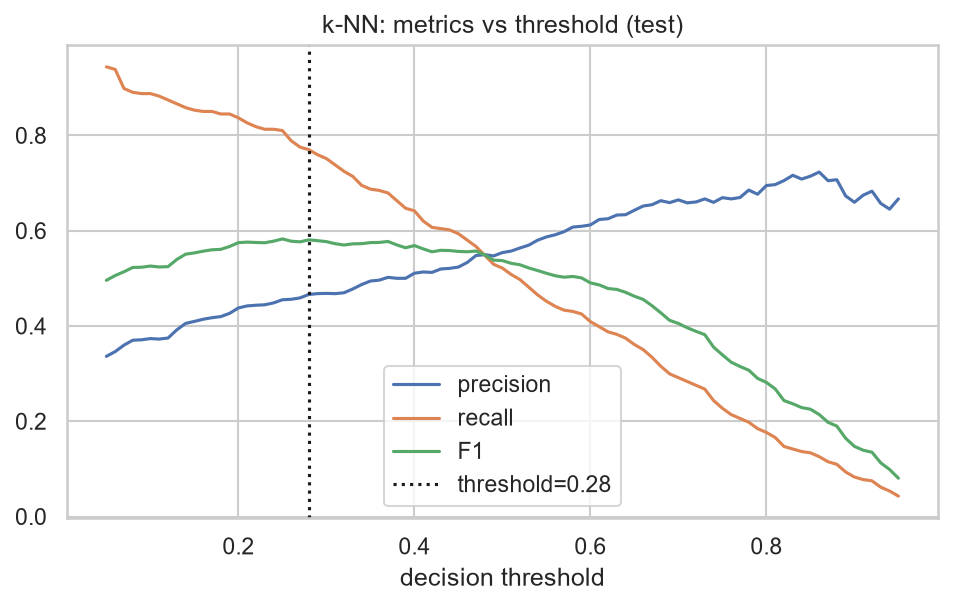 k-NN: metrics vs threshold (test)
0.8
0.6
0.4
0.2
0.0
precision
recall
F1
threshold=0.28
0.2 0.4 0.6 0.8
decision threshold